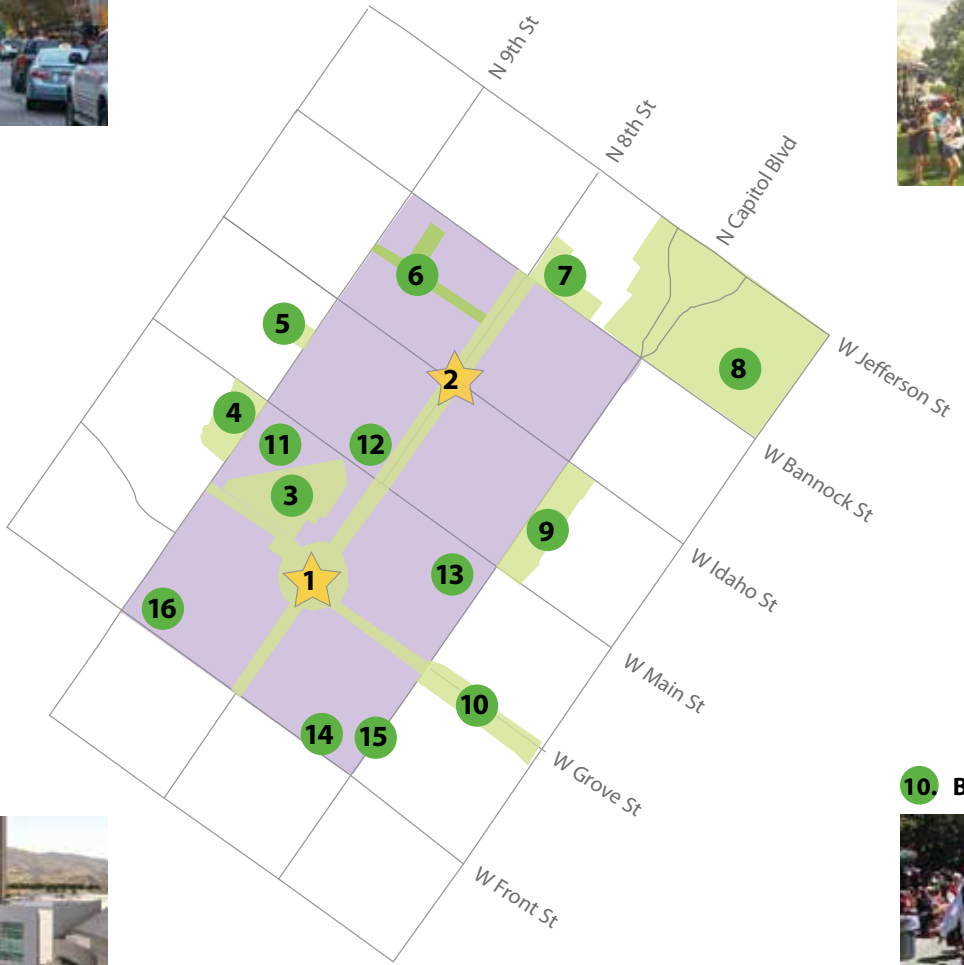 N 9th St
N 8th St
N Capitol Blvd
6
7
5
2
8
W Jefferson St
4
11
12
W Bannock St
3
9
W Idaho St
1
13
16
W Main St
10
14
15
W Grove St
10. B
W Front St